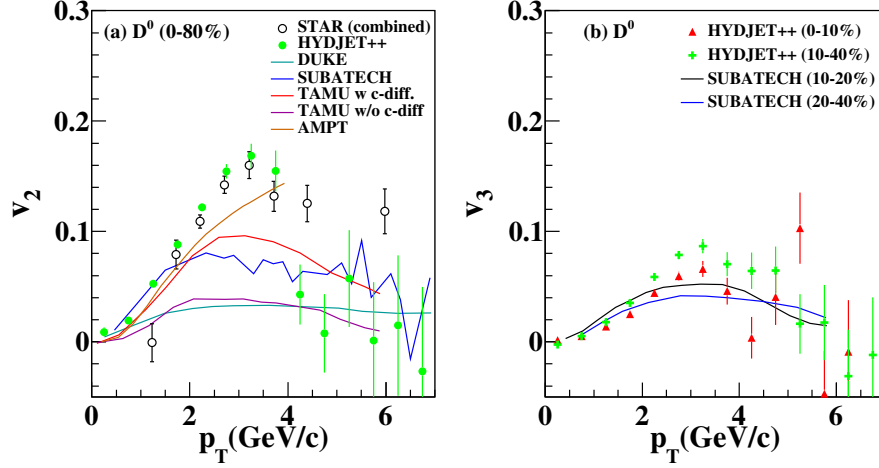 (a) D⁰ (0-80%)
STAR (combined)
HYDJET++
DUKE
SUBATECH
TAMU w c-diff.
TAMU w/o c-diff
AMPT
0.3
0.2
0.1
0
v₂
0 2 4 6
p_T(GeV/c)
(b) D⁰
HYDJET++ (0-10%)
HYDJET++ (10-40%)
SUBATECH (10-20%)
SUBATECH (20-40%)
0.3
0.2
0.1
0
v₃
0 2 4 6
p_T(GeV/c)